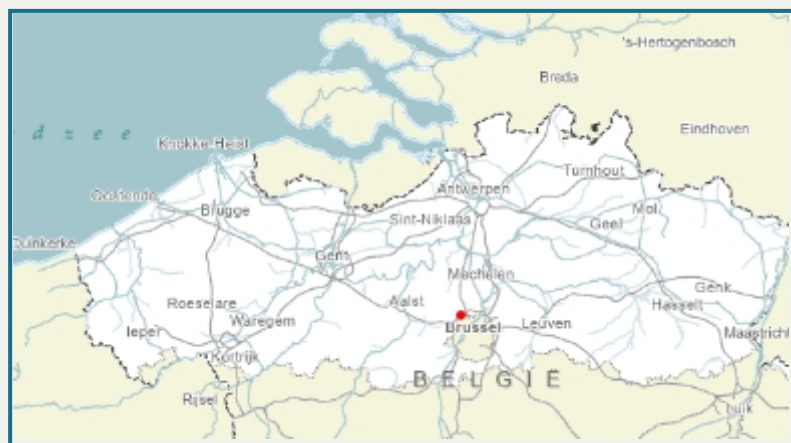 's-Hertogenbosch
Breda
d z e e
Eindhoven
Knokke-Heist
Turnhout
Oostende
Antwerpen
Brugge
Mol
Sint-Niklaas
Geel
Duinkerke
Gent
Mechelen
Genk
Roeselare
Aalst
Hasselt
Ieper
Waregem
Brussel
Leuven
Maastricht
Kortrijk
BELGIË
Rijsel
Luik